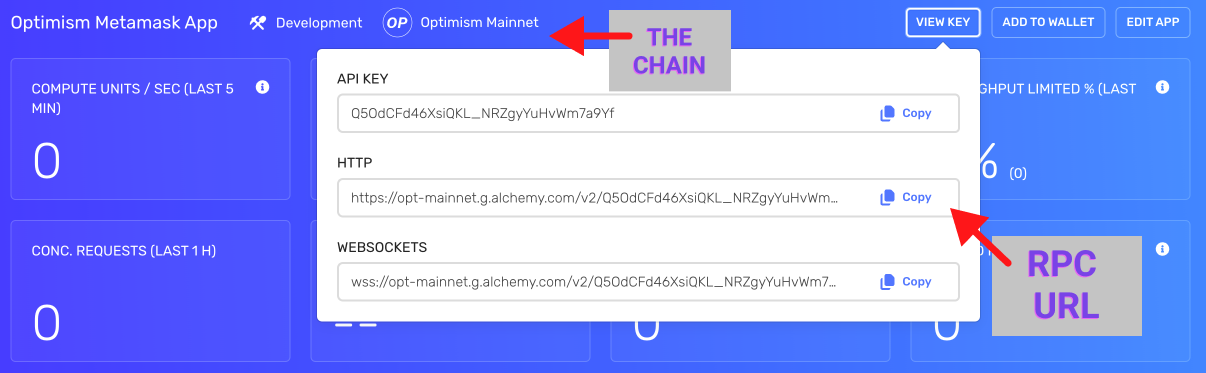 Optimism Metamask App
Development
OP
Optimism Mainnet
VIEW KEY
ADD TO WALLET
EDIT APP
THE
CHAIN
COMPUTE UNITS / SEC (LAST 5
MIN)
0
API KEY
Q5OdCFd46XsiQKL_NRZgyYuHvWm7a9Yf
Copy
HTTP
https://opt-mainnet.g.alchemy.com/v2/Q5OdCFd46XsiQKL_NRZgyYuHvWm...
Copy
WEBSOCKETS
wss://opt-mainnet.g.alchemy.com/v2/Q5OdCFd46XsiQKL_NRZgyYuHvWm7...
Copy
LIMITED % (LAST
% (0)
CONC. REQUESTS (LAST 1 H)
0
0
0
RPC
URL